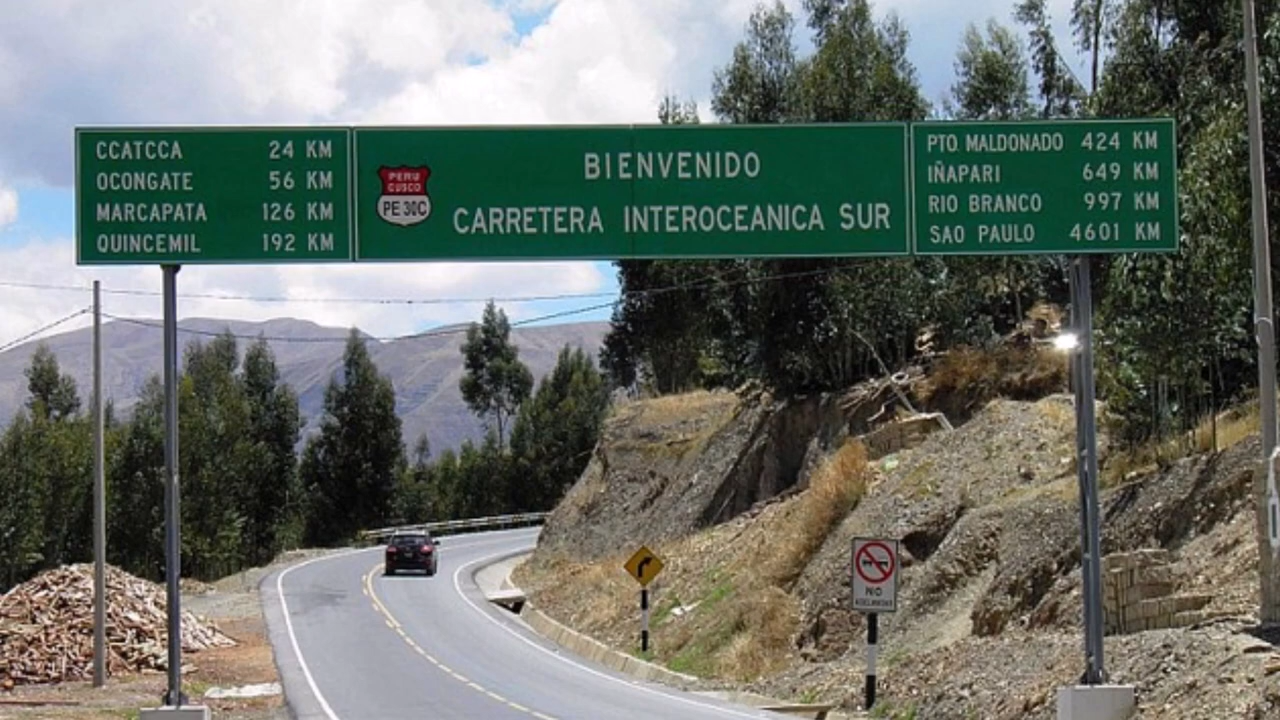 CCATCCA 24 KM
OCONGATE 56 KM
MARCAPATA 126 KM
QUINCEMIL 192 KM
PERU
CUSCO
PE 30C
BIENVENIDO
CARRETERA INTEROCEANICA SUR
PTO. MALDONADO 424 KM
IÑAPARI 649 KM
RIO BRANCO 997 KM
SAO PAULO 4601 KM
NO
ADELANTAR